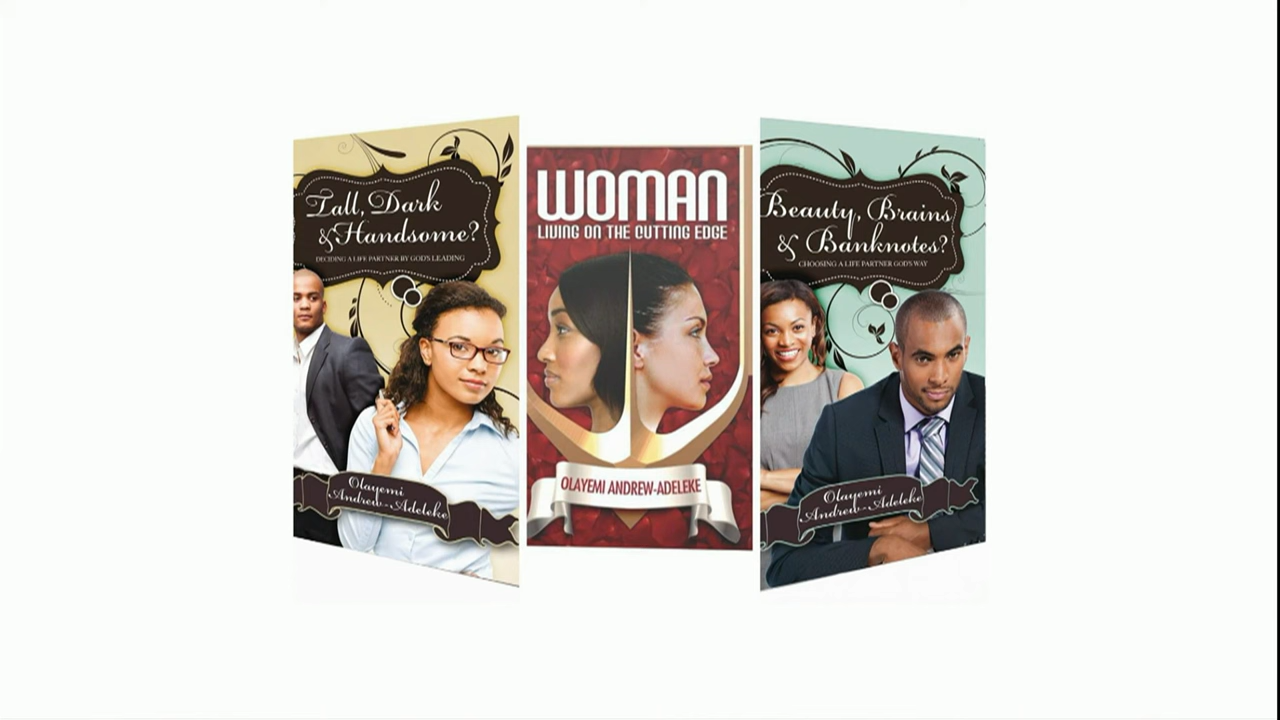 Tall, Dark
& Handsome?
DECIDING A LIFE PARTNER BY GOD'S LEADING
Olayemi
Andrew-Adeleke
WOMAN
LIVING ON THE CUTTING EDGE
OLAYEMI ANDREW-ADELEKE
Beauty, Brains
& Banknotes?
CHOOSING A LIFE PARTNER GOD'S WAY
Olayemi
Andrew-Adeleke